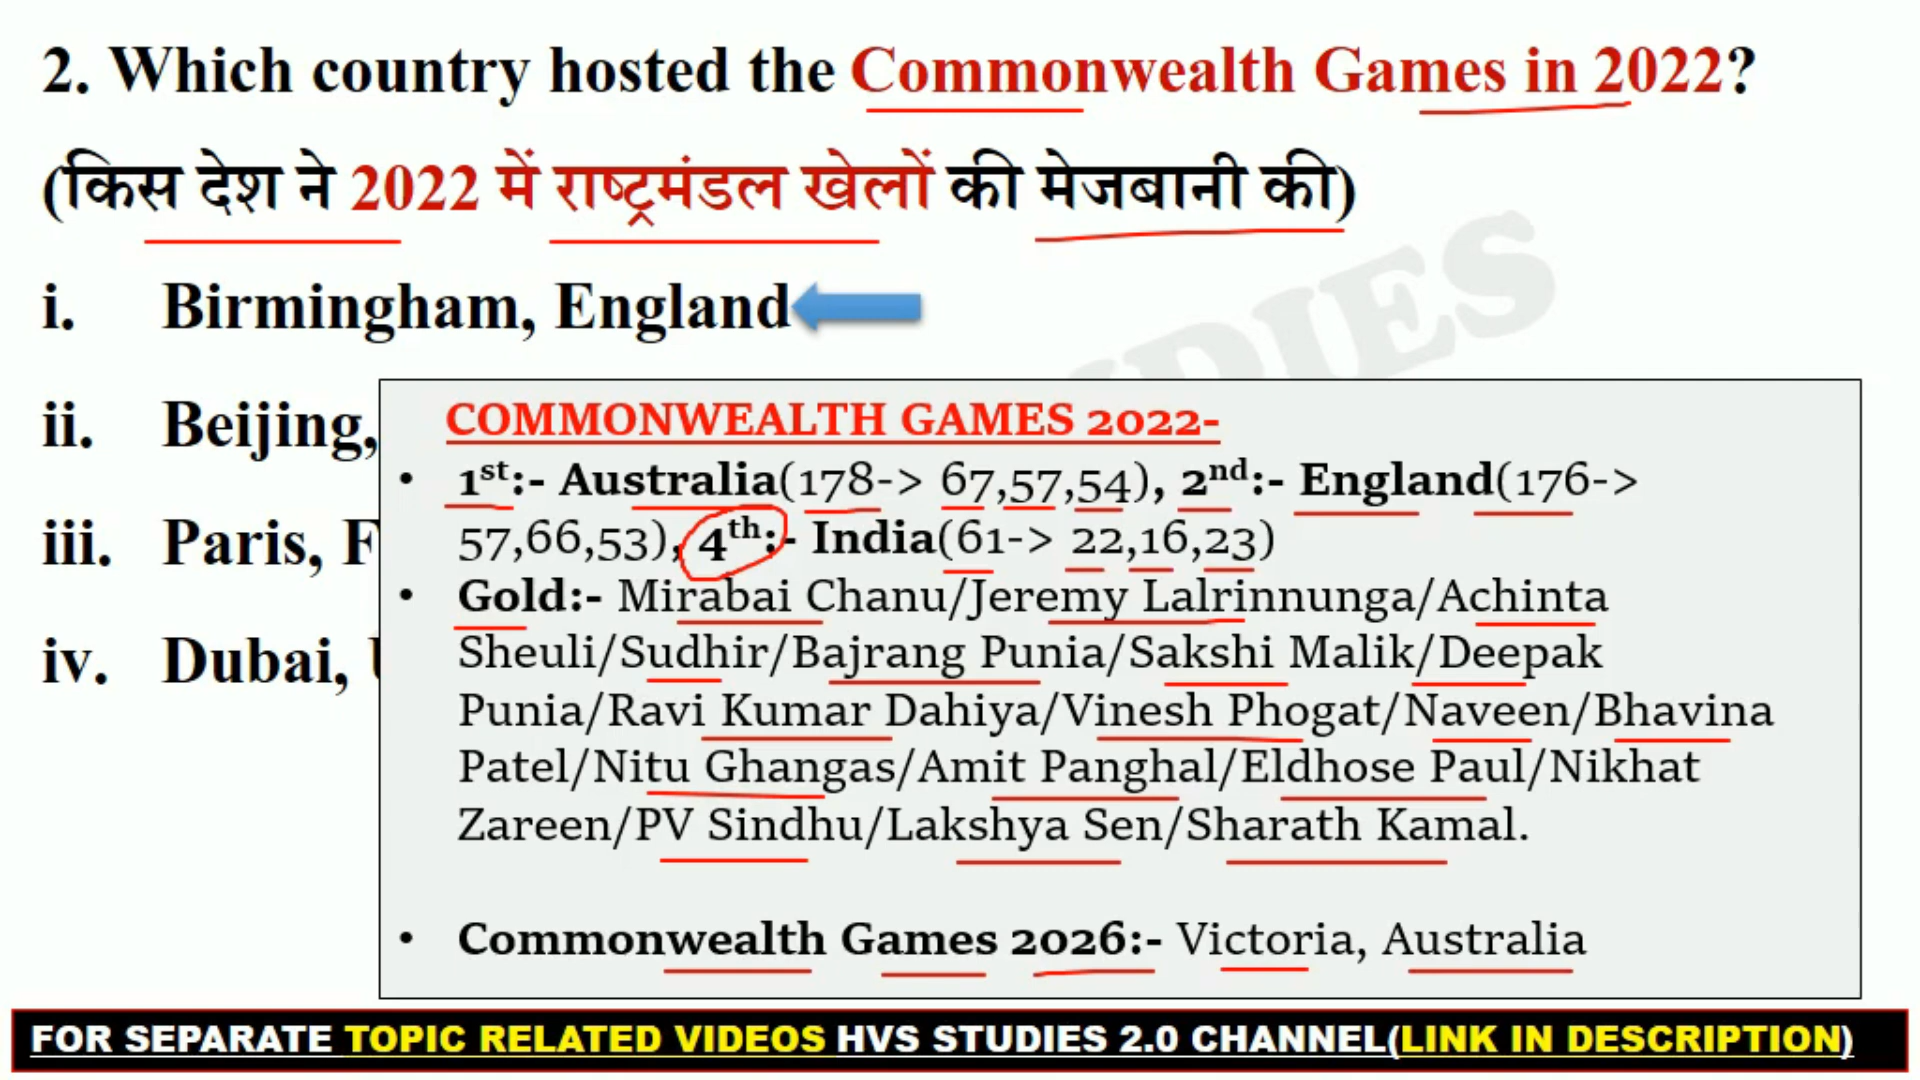 2. Which country hosted the Commonwealth Games in 2022?
(किस देश ने 2022 में राष्ट्रमंडल खेलों की मेजबानी की)
i. Birmingham, England
ii. Beijing,
iii. Paris, F
iv. Dubai,
COMMONWEALTH GAMES 2022-
• 1st:- Australia(178-> 67,57,54), 2nd:- England(176->
57,66,53), 4th:- India(61-> 22,16,23)
• Gold:- Mirabai Chanu/Jeremy Lalrinnunga/Achinta
Sheuli/Sudhir/Bajrang Punia/Sakshi Malik/Deepak
Punia/Ravi Kumar Dahiya/Vinesh Phogat/Naveen/Bhavina
Patel/Nitu Ghangas/Amit Panghal/Eldhose Paul/Nikhat
Zareen/PV Sindhu/Lakshya Sen/Sharath Kamal.
• Commonwealth Games 2026:- Victoria, Australia
FOR SEPARATE TOPIC RELATED VIDEOS HVS STUDIES 2.0 CHANNEL(LINK IN DESCRIPTION)